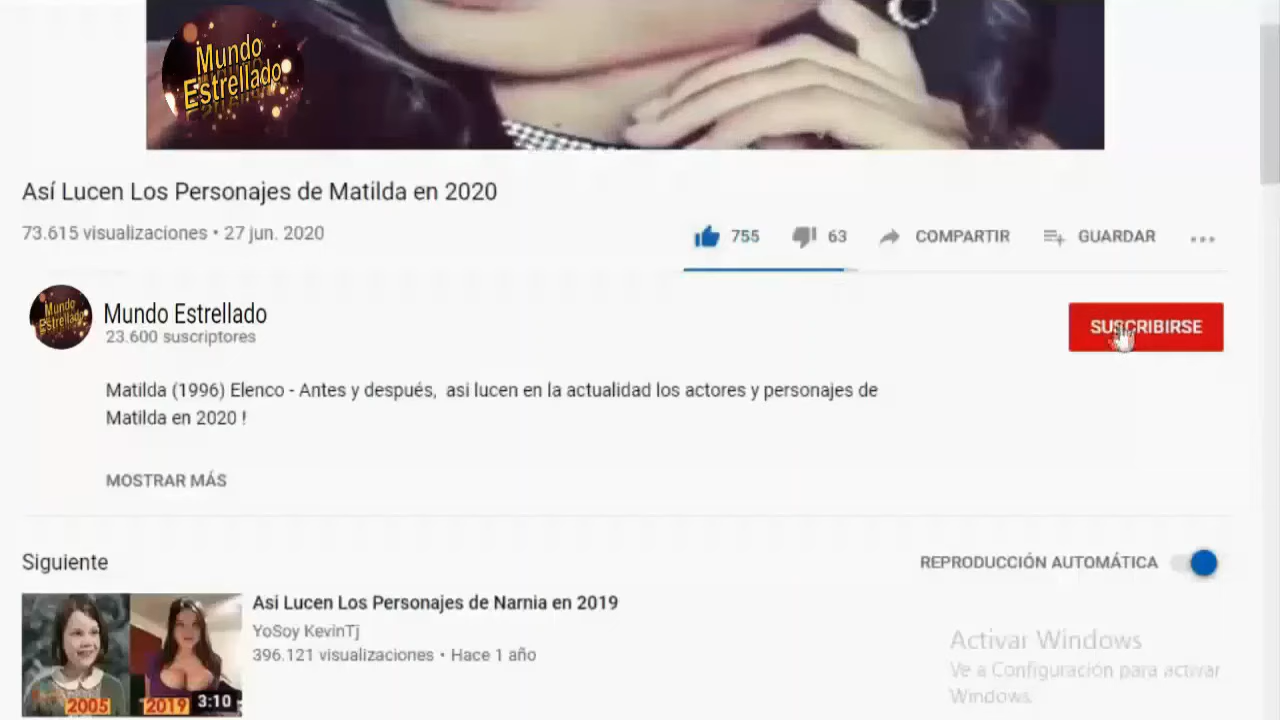 Mundo
Estrellado
Así Lucen Los Personajes de Matilda en 2020
73.615 visualizaciones • 27 jun. 2020
755
63
COMPARTIR
GUARDAR
Mundo
Estrellado
Mundo Estrellado
23.600 suscriptores
SUSCRIBIRSE
Matilda (1996) Elenco - Antes y después, asi lucen en la actualidad los actores y personajes de
Matilda en 2020 !
MOSTRAR MÁS
Siguiente
REPRODUCCIÓN AUTOMÁTICA
2005
2019
3:10
Asi Lucen Los Personajes de Narnia en 2019
YoSoy KevinTj
396.121 visualizaciones • Hace 1 año
Activar Windows
Ve a Configuración para activar
Windows.